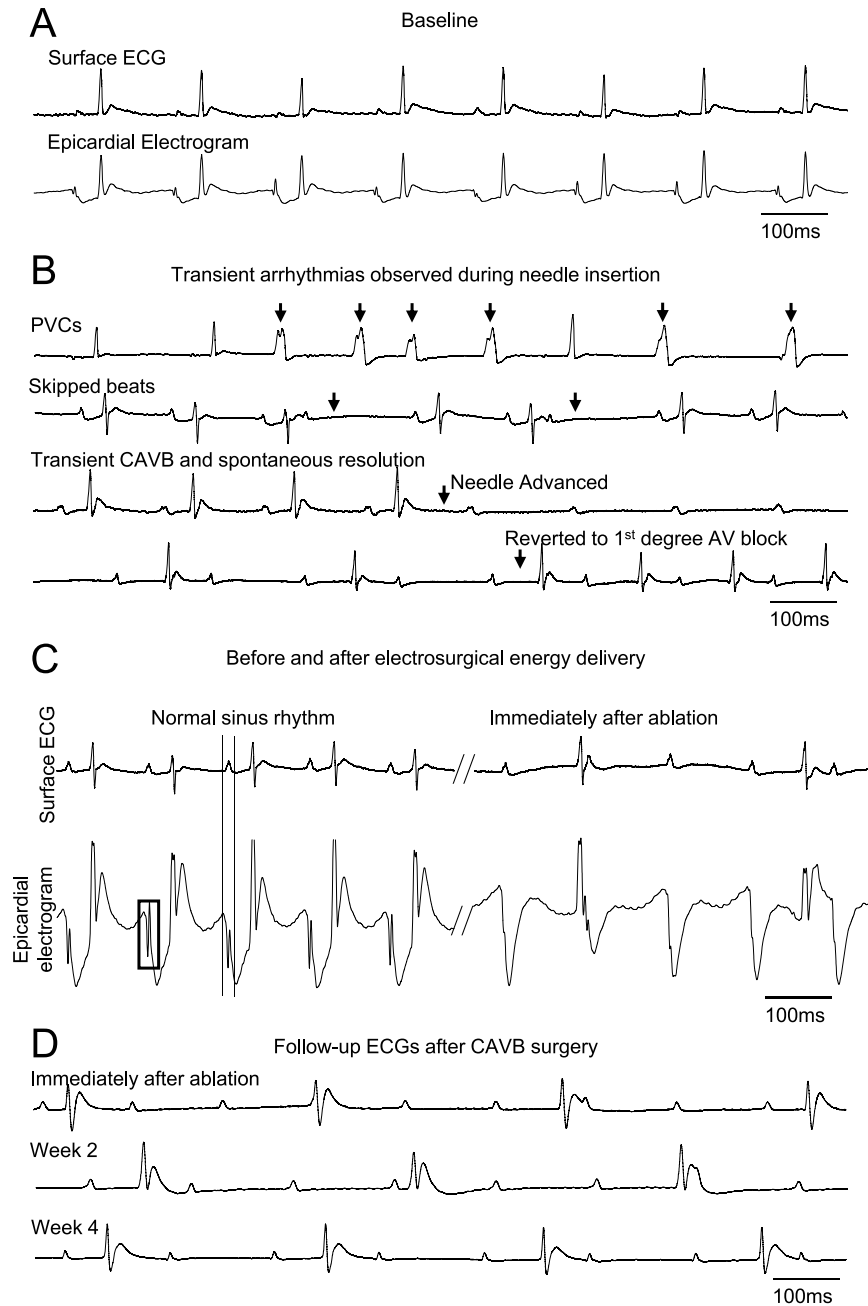 A
Baseline
Surface ECG
Epicardial Electrogram
100ms
B
Transient arrhythmias observed during needle insertion
PVCs
Skipped beats
Transient CAVB and spontaneous resolution
Needle Advanced
Reverted to 1st degree AV block
100ms
C
Before and after electrosurgical energy delivery
Normal sinus rhythm
Immediately after ablation
Surface ECG
Epicardial
electrogram
100ms
D
Follow-up ECGs after CAVB surgery
Immediately after ablation
Week 2
Week 4
100ms